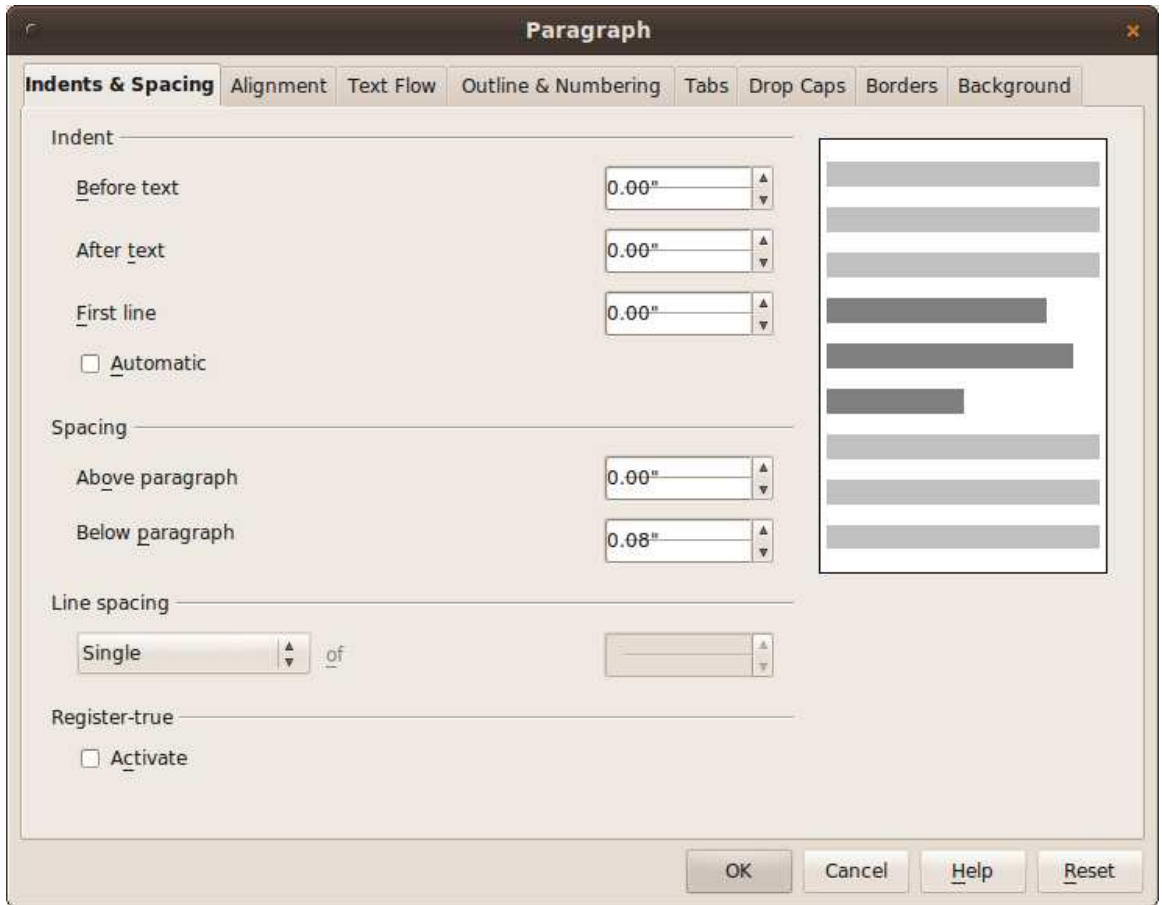 Paragraph
Indents & Spacing Alignment Text Flow Outline & Numbering Tabs Drop Caps Borders Background
Indent
Before text 0.00"
After text 0.00"
First line 0.00"
Automatic
Spacing
Above paragraph 0.00"
Below paragraph 0.08"
Line spacing
Single of
Register-true
Activate
OK Cancel Help Reset